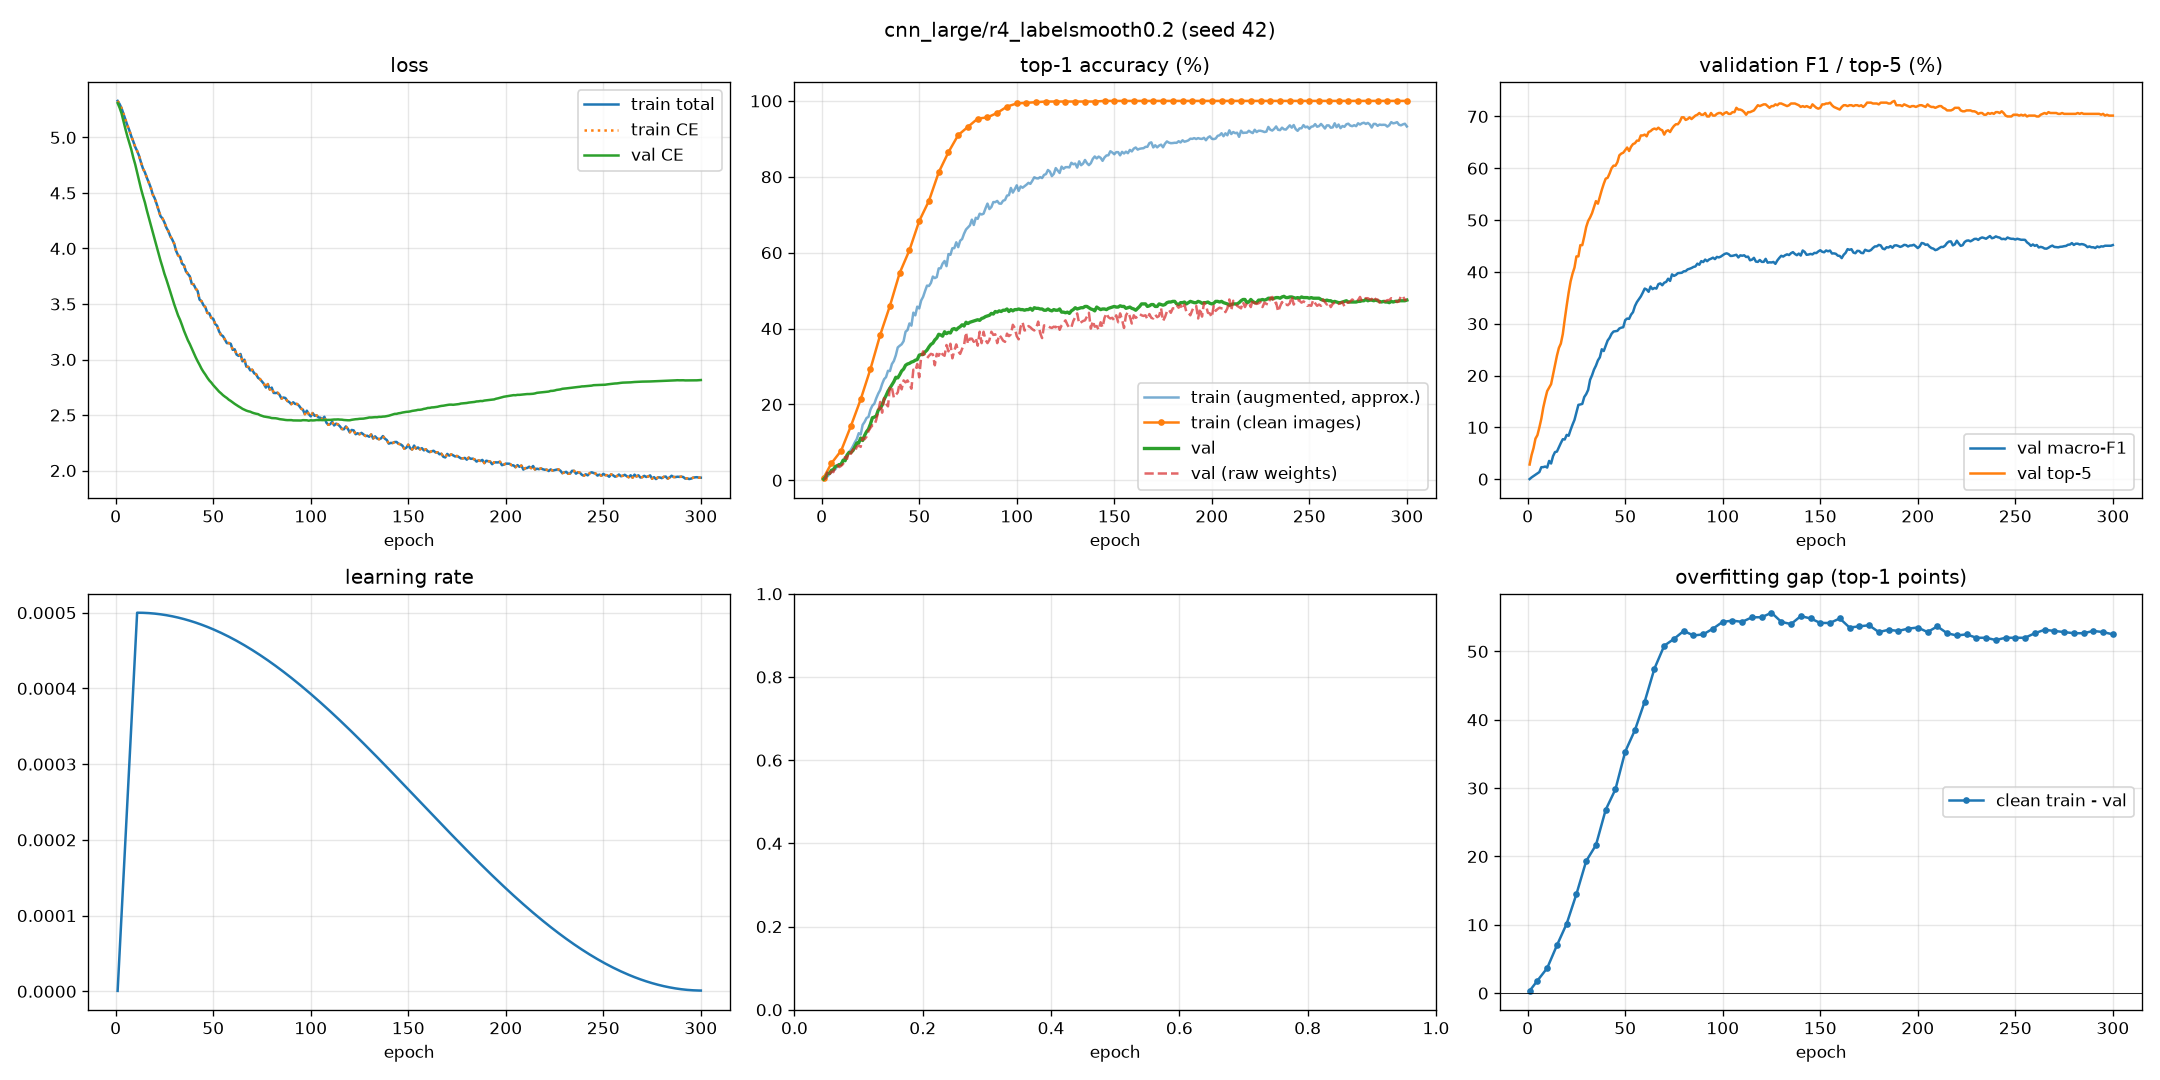 cnn_large/r4_labelsmooth0.2 (seed 42)
loss
train total
train CE
val CE
5.0
4.5
4.0
3.5
3.0
2.5
2.0
0 50 100 150 200 250 300
epoch
top-1 accuracy (%)
100
80
60
40
20
0
train (augmented, approx.)
train (clean images)
val
val (raw weights)
0 50 100 150 200 250 300
epoch
validation F1 / top-5 (%)
70
60
50
40
30
20
10
0
val macro-F1
val top-5
0 50 100 150 200 250 300
epoch
learning rate
0.0005
0.0004
0.0003
0.0002
0.0001
0.0000
0 50 100 150 200 250 300
epoch
1.0
0.8
0.6
0.4
0.2
0.0
0.0 0.2 0.4 0.6 0.8 1.0
epoch
overfitting gap (top-1 points)
50
40
30
20
10
0
clean train - val
0 50 100 150 200 250 300
epoch